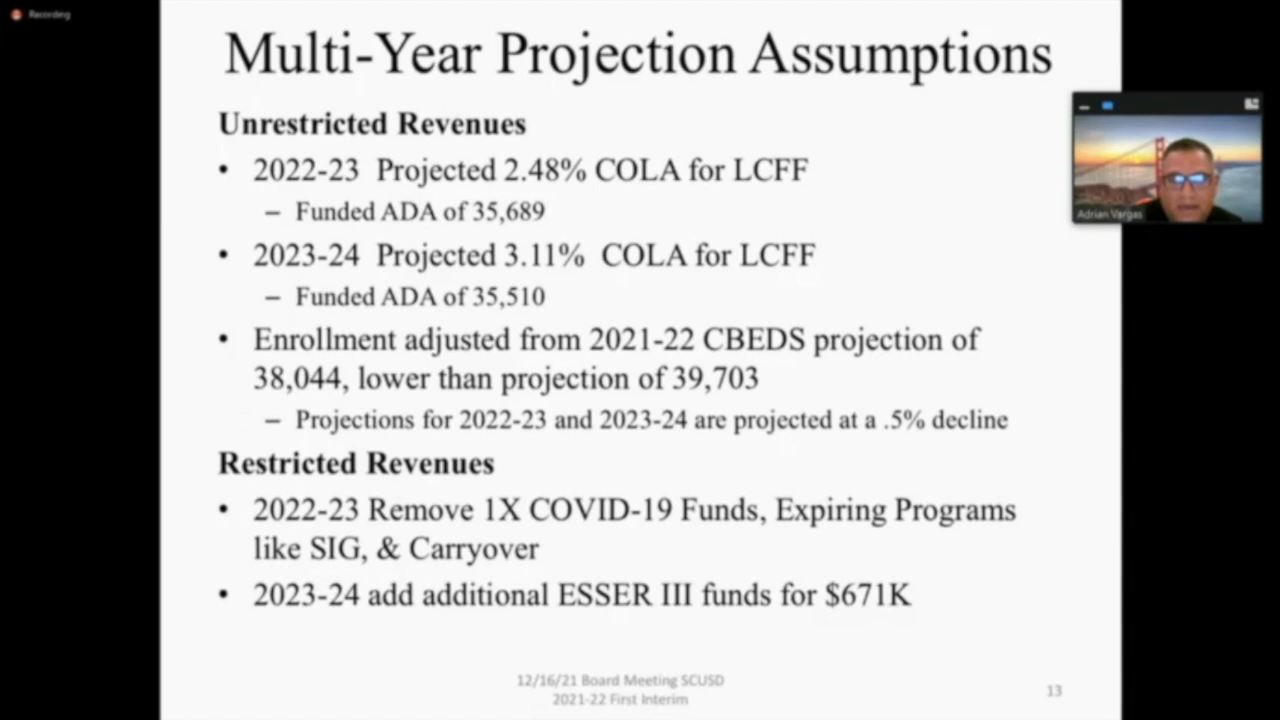 Recording
Multi-Year Projection Assumptions
Unrestricted Revenues
• 2022-23 Projected 2.48% COLA for LCFF
– Funded ADA of 35,689
• 2023-24 Projected 3.11% COLA for LCFF
– Funded ADA of 35,510
• Enrollment adjusted from 2021-22 CBEDS projection of
38,044, lower than projection of 39,703
– Projections for 2022-23 and 2023-24 are projected at a .5% decline
Restricted Revenues
• 2022-23 Remove 1X COVID-19 Funds, Expiring Programs
like SIG, & Carryover
• 2023-24 add additional ESSER III funds for $671K
12/16/21 Board Meeting SCUSD
2021-22 First Interim
13
Adrian Vargas